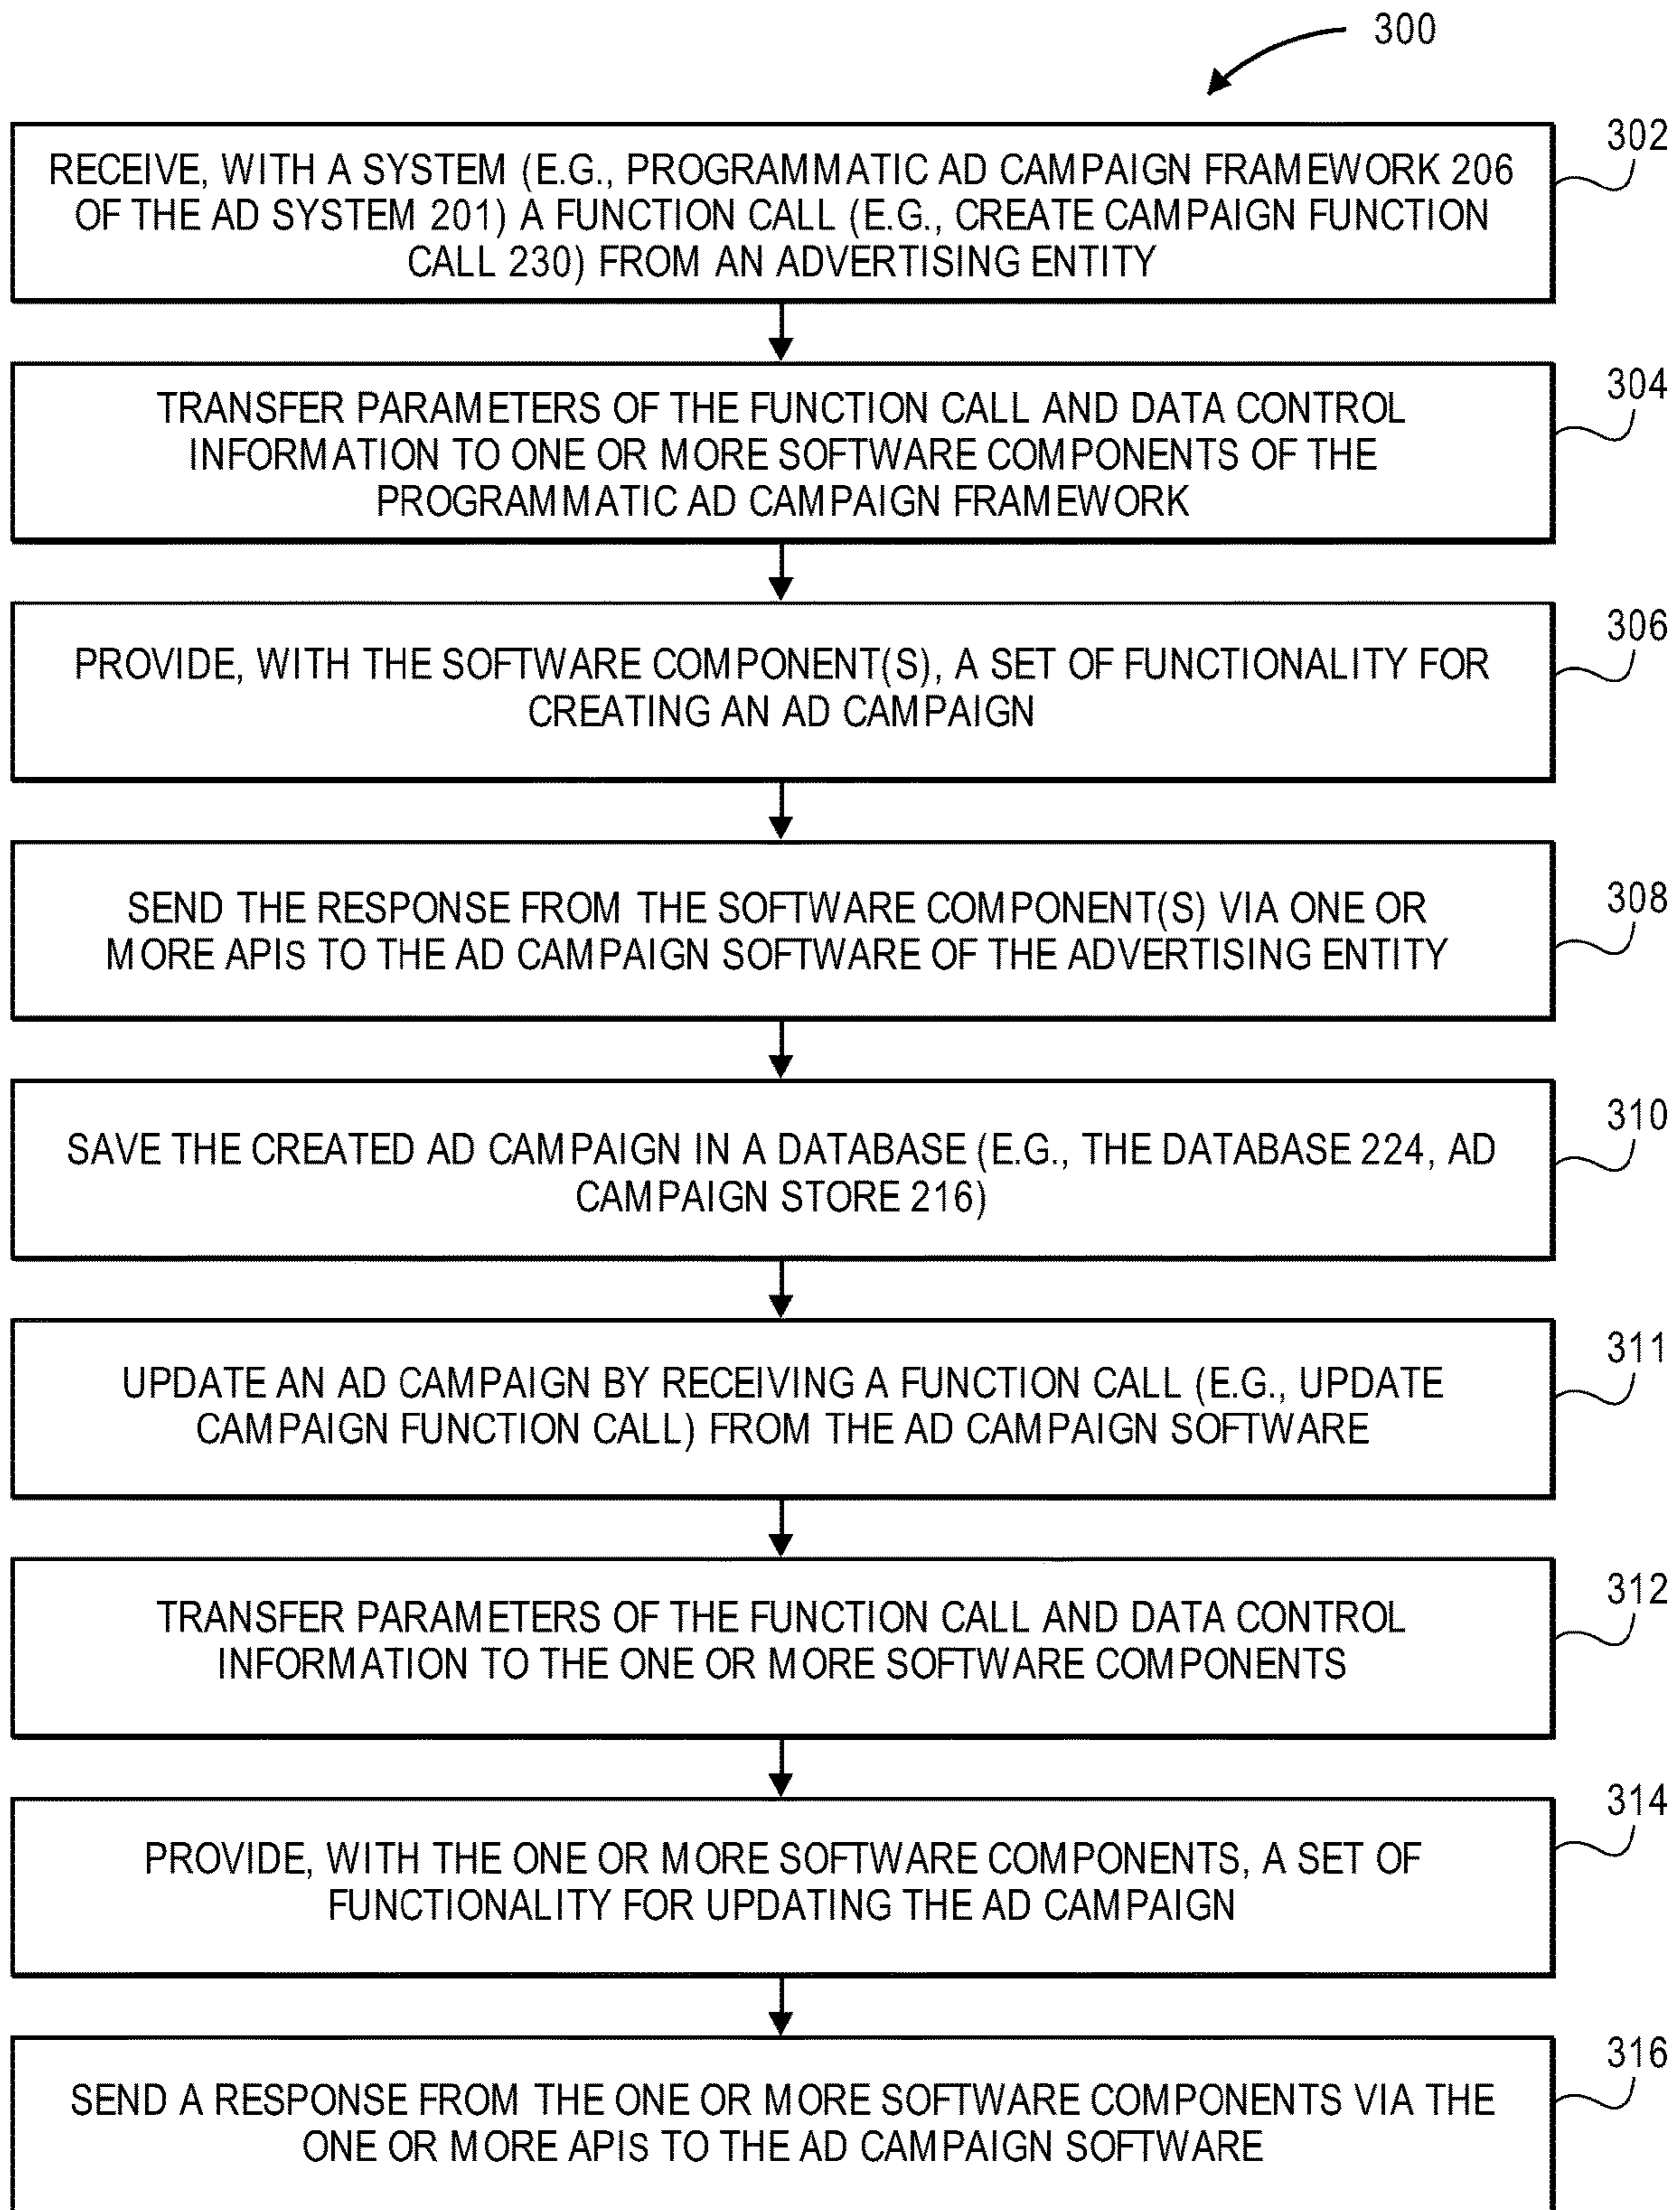 300
302
RECEIVE, WITH A SYSTEM (E.G., PROGRAMMATIC AD CAMPAIGN FRAMEWORK 206
OF THE AD SYSTEM 201) A FUNCTION CALL (E.G., CREATE CAMPAIGN FUNCTION
CALL 230) FROM AN ADVERTISING ENTITY
304
TRANSFER PARAMETERS OF THE FUNCTION CALL AND DATA CONTROL
INFORMATION TO ONE OR MORE SOFTWARE COMPONENTS OF THE
PROGRAMMATIC AD CAMPAIGN FRAMEWORK
306
PROVIDE, WITH THE SOFTWARE COMPONENT(S), A SET OF FUNCTIONALITY FOR
CREATING AN AD CAMPAIGN
308
SEND THE RESPONSE FROM THE SOFTWARE COMPONENT(S) VIA ONE OR
MORE APIs TO THE AD CAMPAIGN SOFTWARE OF THE ADVERTISING ENTITY
310
SAVE THE CREATED AD CAMPAIGN IN A DATABASE (E.G., THE DATABASE 224, AD
CAMPAIGN STORE 216)
311
UPDATE AN AD CAMPAIGN BY RECEIVING A FUNCTION CALL (E.G., UPDATE
CAMPAIGN FUNCTION CALL) FROM THE AD CAMPAIGN SOFTWARE
312
TRANSFER PARAMETERS OF THE FUNCTION CALL AND DATA CONTROL
INFORMATION TO THE ONE OR MORE SOFTWARE COMPONENTS
314
PROVIDE, WITH THE ONE OR MORE SOFTWARE COMPONENTS, A SET OF
FUNCTIONALITY FOR UPDATING THE AD CAMPAIGN
316
SEND A RESPONSE FROM THE ONE OR MORE SOFTWARE COMPONENTS VIA THE
ONE OR MORE APIs TO THE AD CAMPAIGN SOFTWARE